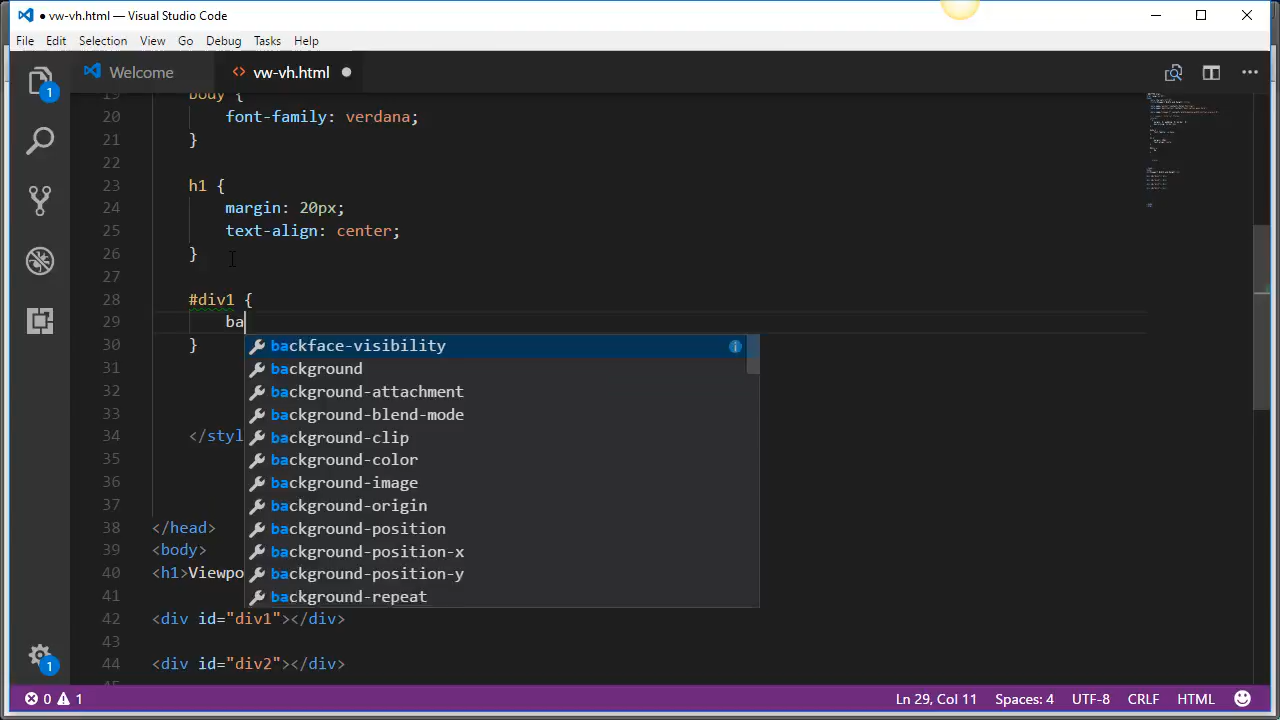 ● vw-vh.html — Visual Studio Code
File Edit Selection View Go Debug Tasks Help
Welcome
<> vw-vh.html ●
19 body {
20 font-family: verdana;
21 }
22
23 h1 {
24 margin: 20px;
25 text-align: center;
26 }
27
28 #div1 {
29 ba
backface-visibility
background
background-attachment
background-blend-mode
background-clip
background-color
background-image
background-origin
background-position
background-position-x
background-position-y
background-repeat
30 }
31
32
33
34 </styl
35
36
37
38 </head>
39 <body>
40 <h1>Viewpo
41
42 <div id="div1"></div>
43
44 <div id="div2"></div>
45
1
1
0 1
Ln 29, Col 11 Spaces: 4 UTF-8 CRLF HTML